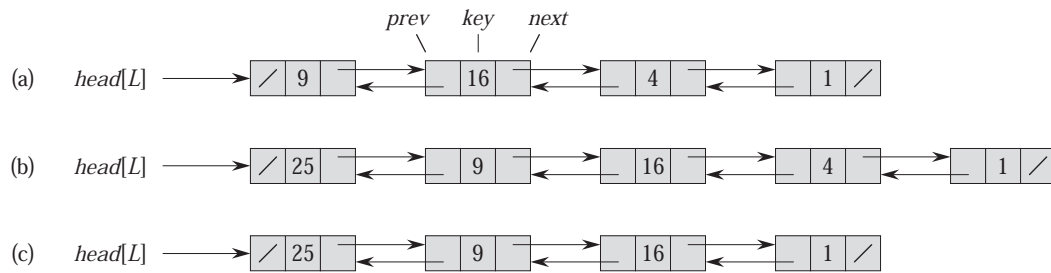 prev key next
(a) head[L] / 9 16 4 1 /
(b) head[L] / 25 9 16 4 1 /
(c) head[L] / 25 9 16 1 /